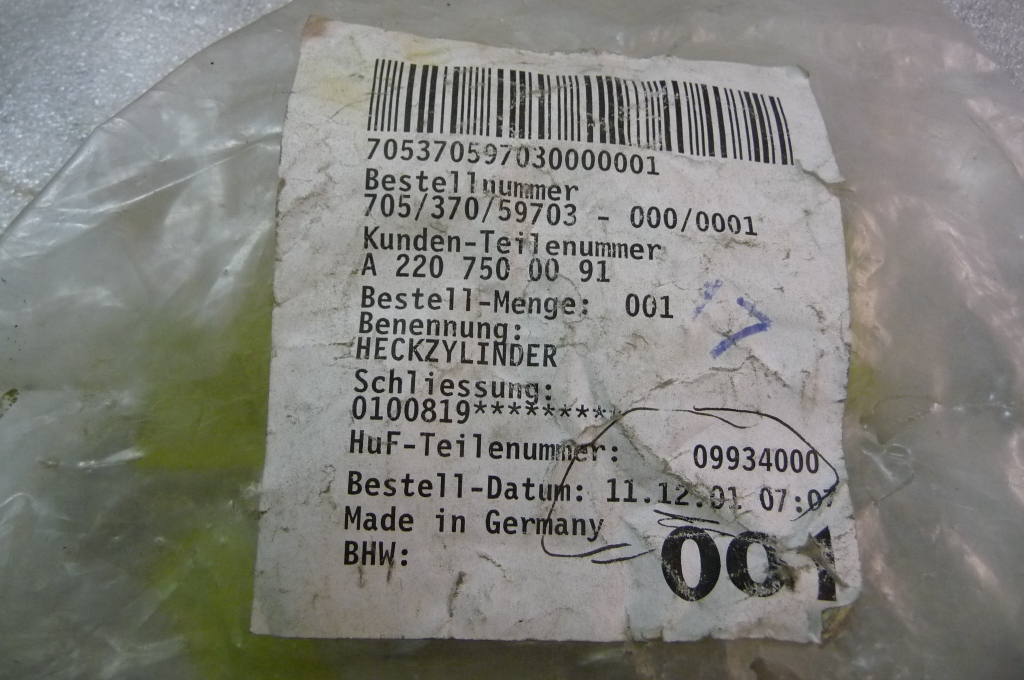 705370597030000001
Bestellnummer
705/370/59703 - 000/0001
Kunden-Teilenummer
A 220 750 00 91
Bestell-Menge: 001
Benennung:
HECKZYLINDER
Schliessung:
0100819*********
HuF-Teilenummer: 09934000
Bestell-Datum: 11.12.01 07:07
Made in Germany
BHW:
001